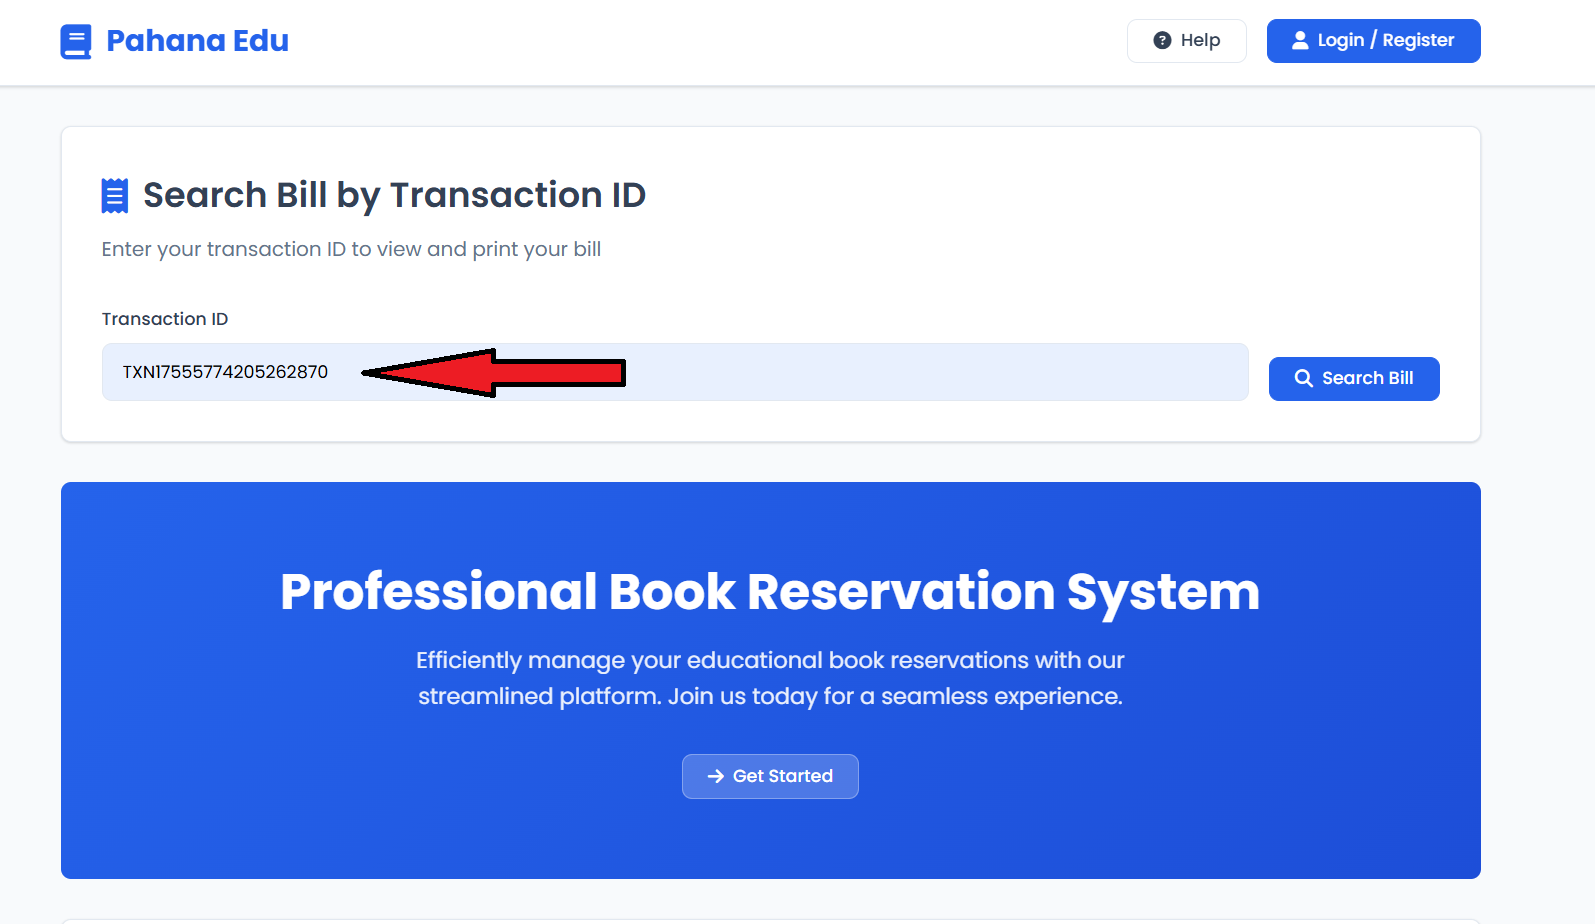 Pahana Edu
Help
Login / Register
Search Bill by Transaction ID
Enter your transaction ID to view and print your bill
Transaction ID
TXN17555774205262870
Search Bill
Professional Book Reservation System
Efficiently manage your educational book reservations with our
streamlined platform. Join us today for a seamless experience.
Get Started